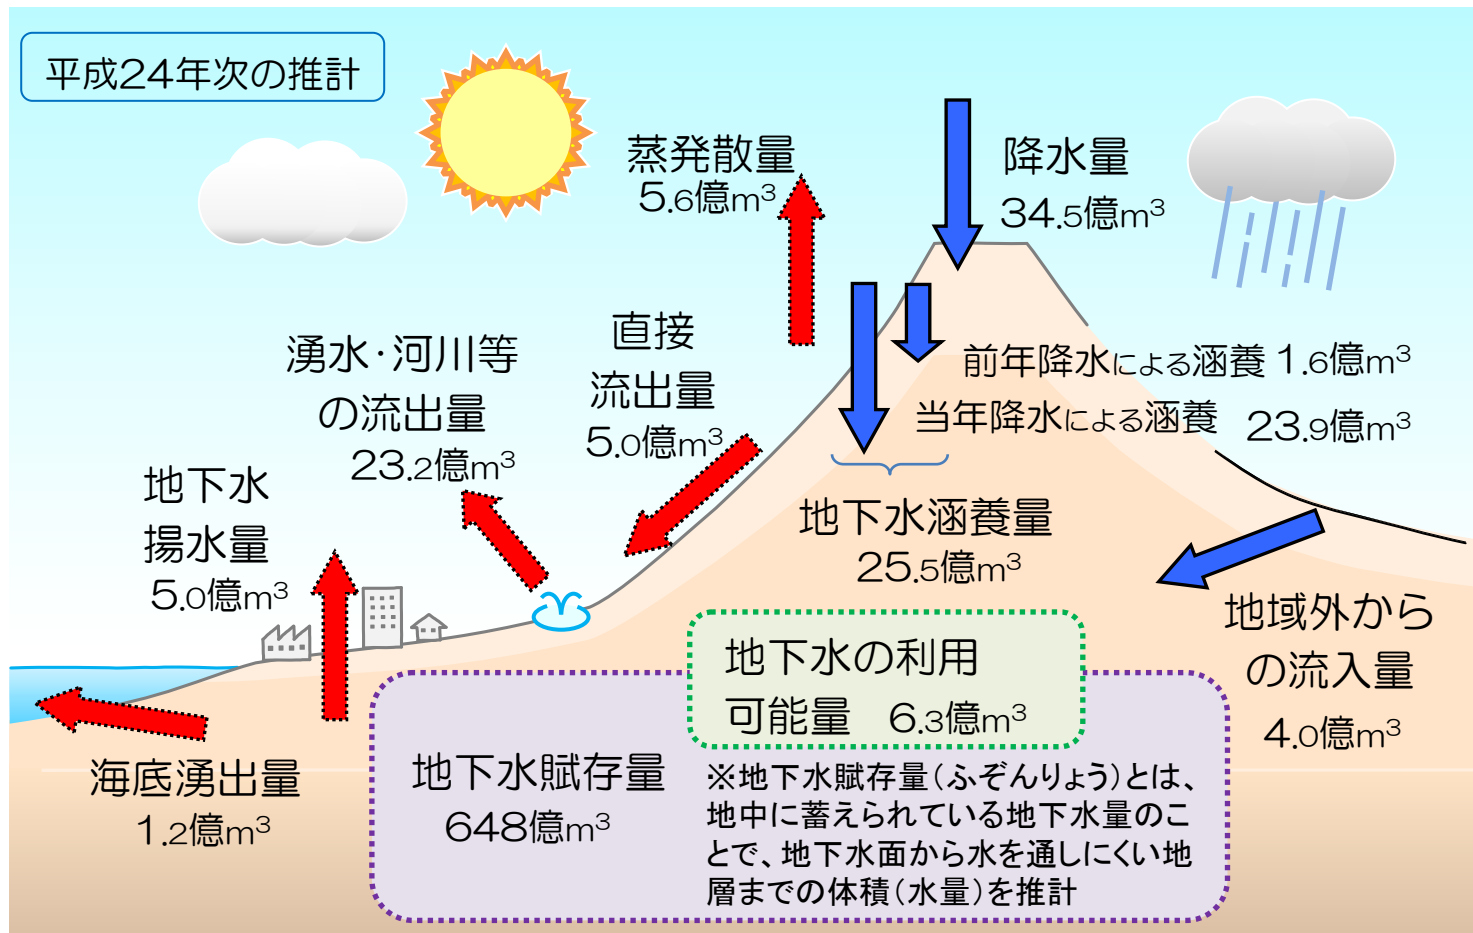 平成24年次の推計
蒸発散量
5.6億m³
降水量
34.5億m³
直接
流出量
5.0億m³
湧水・河川等
の流出量
23.2億m³
前年降水による涵養 1.6億m³
当年降水による涵養 23.9億m³
地下水
揚水量
5.0億m³
地下水涵養量
25.5億m³
地域外から
の流入量
4.0億m³
地下水の利用
可能量 6.3億m³
海底湧出量
1.2億m³
地下水賦存量
648億m³
※地下水賦存量(ふぞんりょう)とは、
地中に蓄えられている地下水量のこ
とで、地下水面から水を通しにくい地
層までの体積(水量)を推計